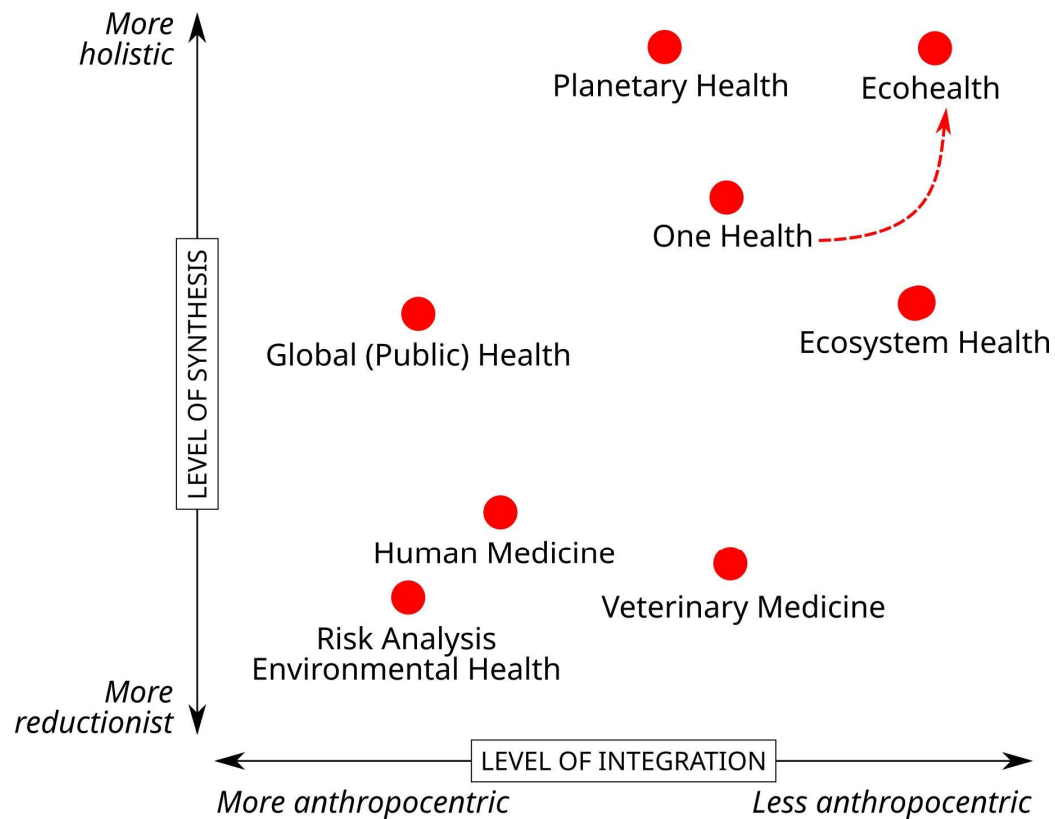 More
holistic
Planetary Health
Ecohealth
One Health
LEVEL OF SYNTHESIS
Global (Public) Health
Ecosystem Health
Human Medicine
Veterinary Medicine
Risk Analysis
Environmental Health
More
reductionist
LEVEL OF INTEGRATION
More anthropocentric
Less anthropocentric